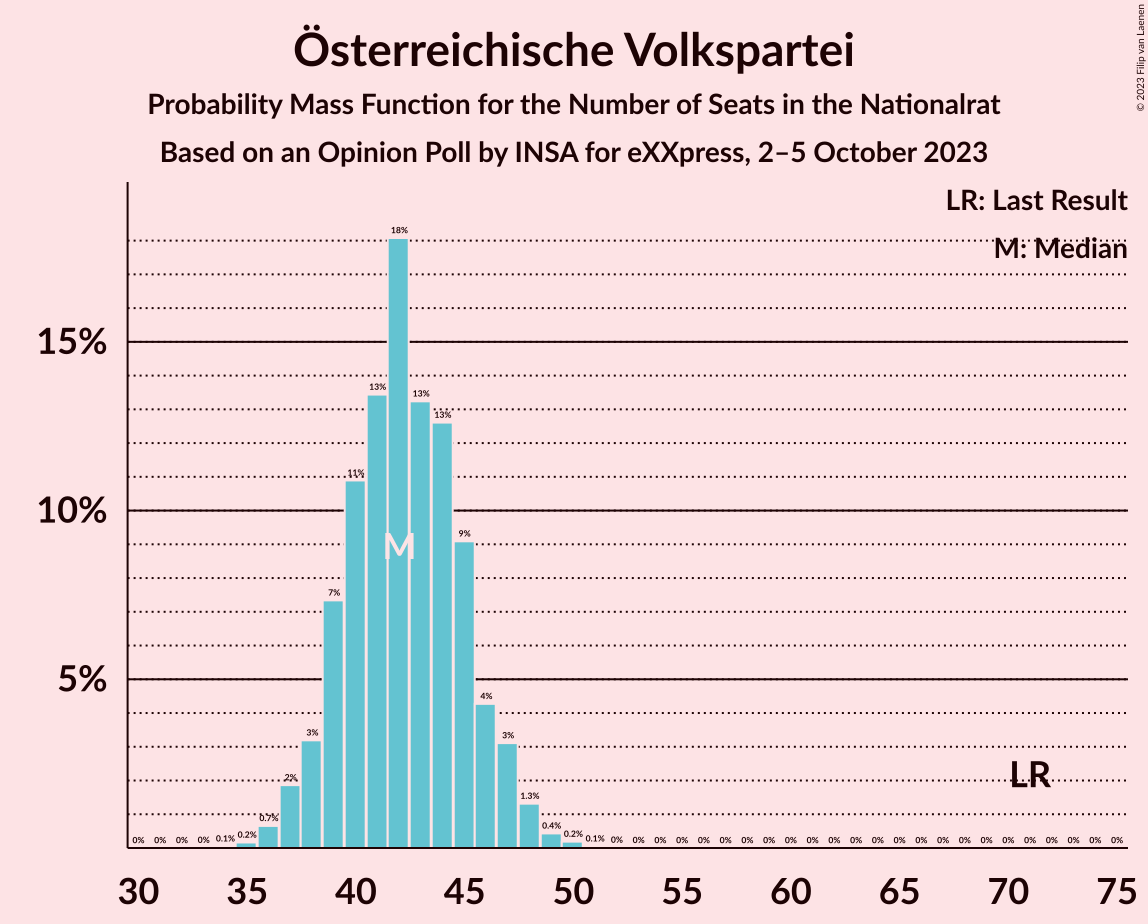 Österreichische Volkspartei
Probability Mass Function for the Number of Seats in the Nationalrat
Based on an Opinion Poll by INSA for eXXpress, 2–5 October 2023
© 2023 Filip van Laenen
LR: Last Result
M: Median
15%
10%
5%
0% 0% 0% 0% 0.1% 0.2% 0.7% 2% 3% 7% 11% 13% 18% 13% 13% 9% 4% 3% 1.3% 0.4% 0.2% 0.1% 0% 0% 0% 0% 0% 0% 0% 0% 0% 0% 0% 0% 0% 0% 0% 0% 0% 0% 0% 0% 0% 0% 0% 0%
M
LR
30 35 40 45 50 55 60 65 70 75